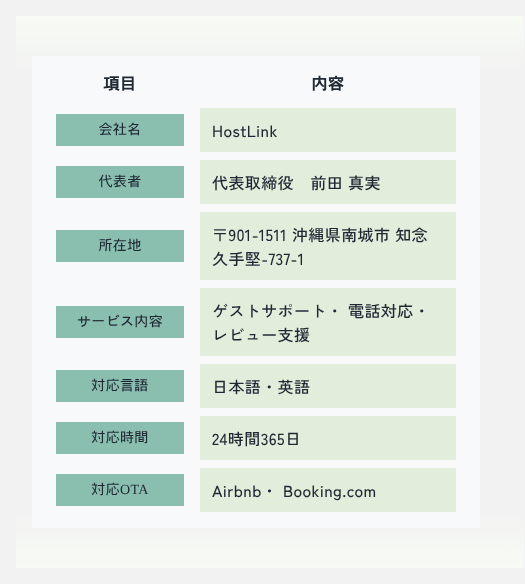 項目 内容
会社名 HostLink
代表者 代表取締役　前田 真実
所在地 〒901-1511 沖縄県南城市 知念
久手堅-737-1
サービス内容 ゲストサポート・ 電話対応・
レビュー支援
対応言語 日本語・英語
対応時間 24時間365日
対応OTA Airbnb・ Booking.com